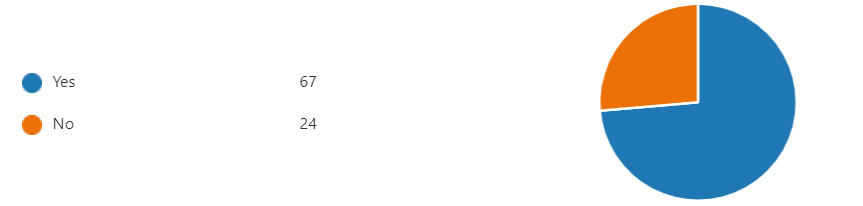 Yes 67
No 24